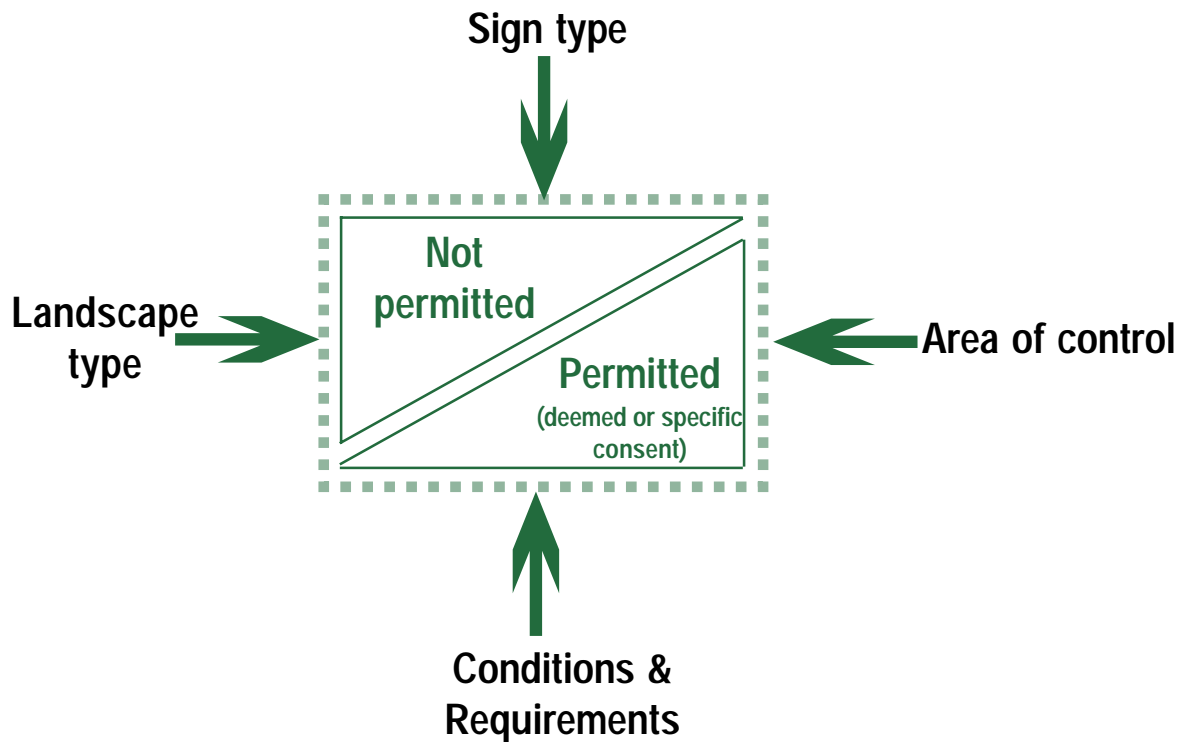 Sign type
Not
permitted
Landscape
type
Area of control
Permitted
(deemed or specific
consent)
Conditions &
Requirements